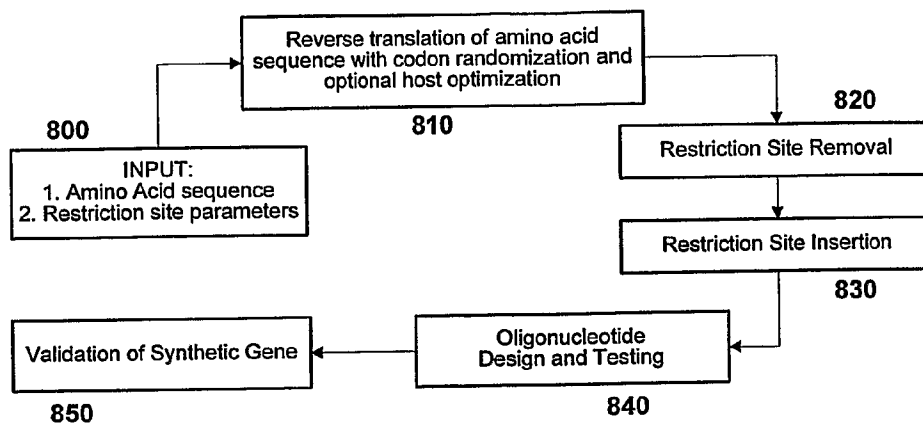 Reverse translation of amino acid
sequence with codon randomization and
optional host optimization
810
800
INPUT:
1. Amino Acid sequence
2. Restriction site parameters
820
Restriction Site Removal
Restriction Site Insertion
830
Oligonucleotide
Design and Testing
840
Validation of Synthetic Gene
850